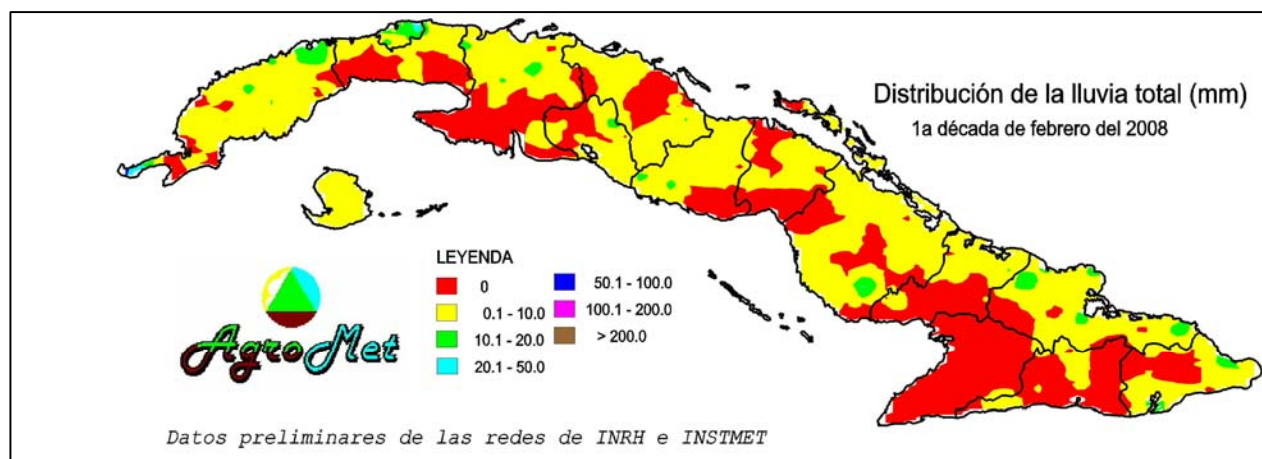 Distribución de la lluvia total (mm)
1a década de febrero del 2008
LEYENDA
0
0.1 - 10.0
10.1 - 20.0
20.1 - 50.0
50.1 - 100.0
100.1 - 200.0
> 200.0
AgroMet
Datos preliminares de las redes de INRH e INSTMET